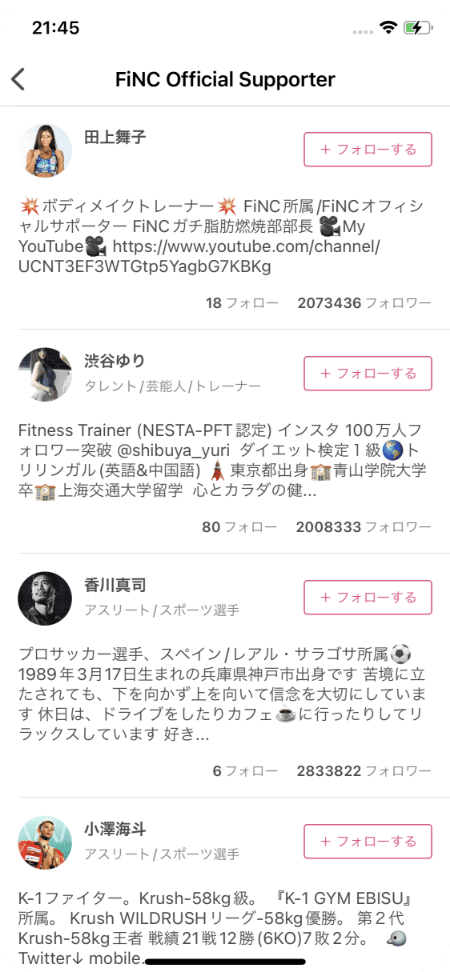 21:45
FiNC Official Supporter
田上舞子
+ フォローする
💥ボディメイクトレーナー💥 FiNC所属/FiNCオフィシ
ャルサポーター FiNCガチ脂肪燃焼部部長 🎥My
YouTube🎥 https://www.youtube.com/channel/
UCNT3EF3WTGtp5YagbG7KBKg
18 フォロー 2073436 フォロワー
渋谷ゆり
+ フォローする
タレント/芸能人/トレーナー
Fitness Trainer (NESTA-PFT認定) インスタ 100万人フ
ォロワー突破 @shibuya_yuri ダイエット検定１級🌎ト
リリンガル(英語&中国語) 🗼東京都出身🏫青山学院大学
卒🏫上海交通大学留学 心とカラダの健...
80 フォロー 2008333 フォロワー
香川真司
+ フォローする
アスリート/スポーツ選手
プロサッカー選手、スペイン/レアル・サラゴサ所属⚽
1989年3月17日生まれの兵庫県神戸市出身です 苦境に立
たされても、下を向かず上を向いて信念を大切にしていま
す 休日は、ドライブをしたりカフェ☕に行ったりしてリ
ラックスしています 好き...
6 フォロー 2833822 フォロワー
小澤海斗
+ フォローする
アスリート/スポーツ選手
K-1ファイター。Krush-58kg級。 『K-1 GYM EBISU』
所属。 Krush WILDRUSHリーグ-58kg優勝。 第２代
Krush-58kg王者 戦績21戦12勝(6KO)7敗2分。
Twitter↓ mobile.